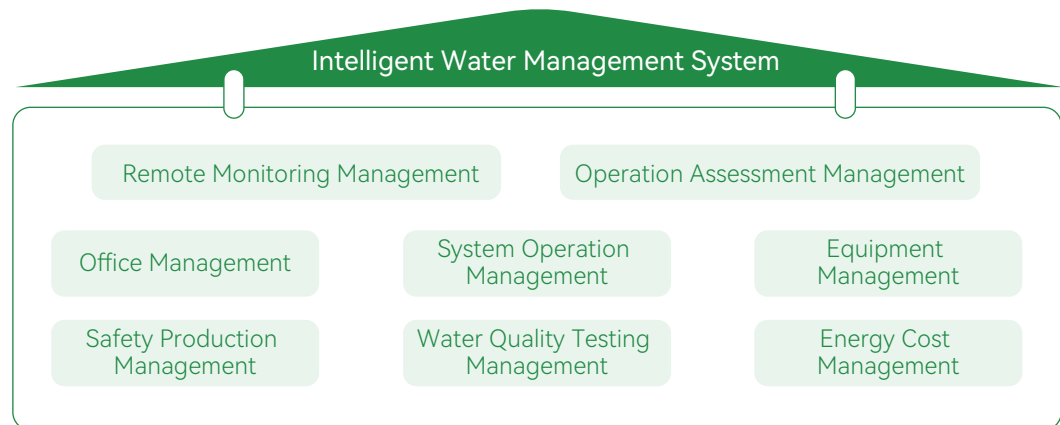 Intelligent Water Management System
Remote Monitoring Management
Operation Assessment Management
Office Management
System Operation
Management
Equipment
Management
Safety Production
Management
Water Quality Testing
Management
Energy Cost
Management